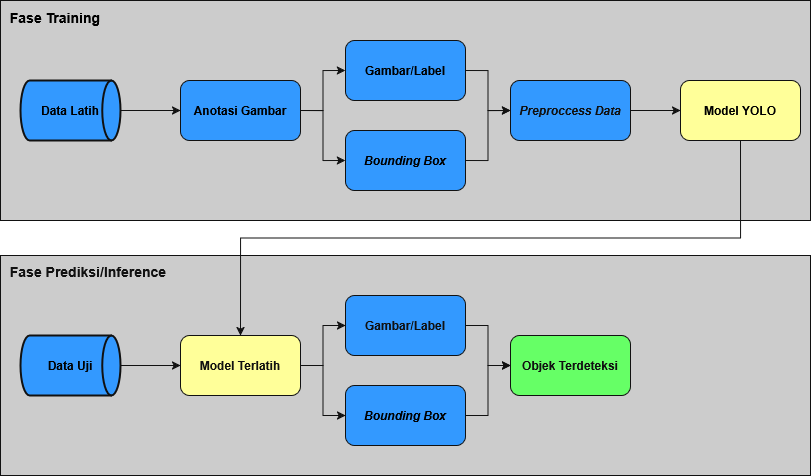 Fase Training
Data Latih
Anotasi Gambar
Gambar/Label
Bounding Box
Preproccess Data
Model YOLO
Fase Prediksi/Inference
Data Uji
Model Terlatih
Gambar/Label
Bounding Box
Objek Terdeteksi